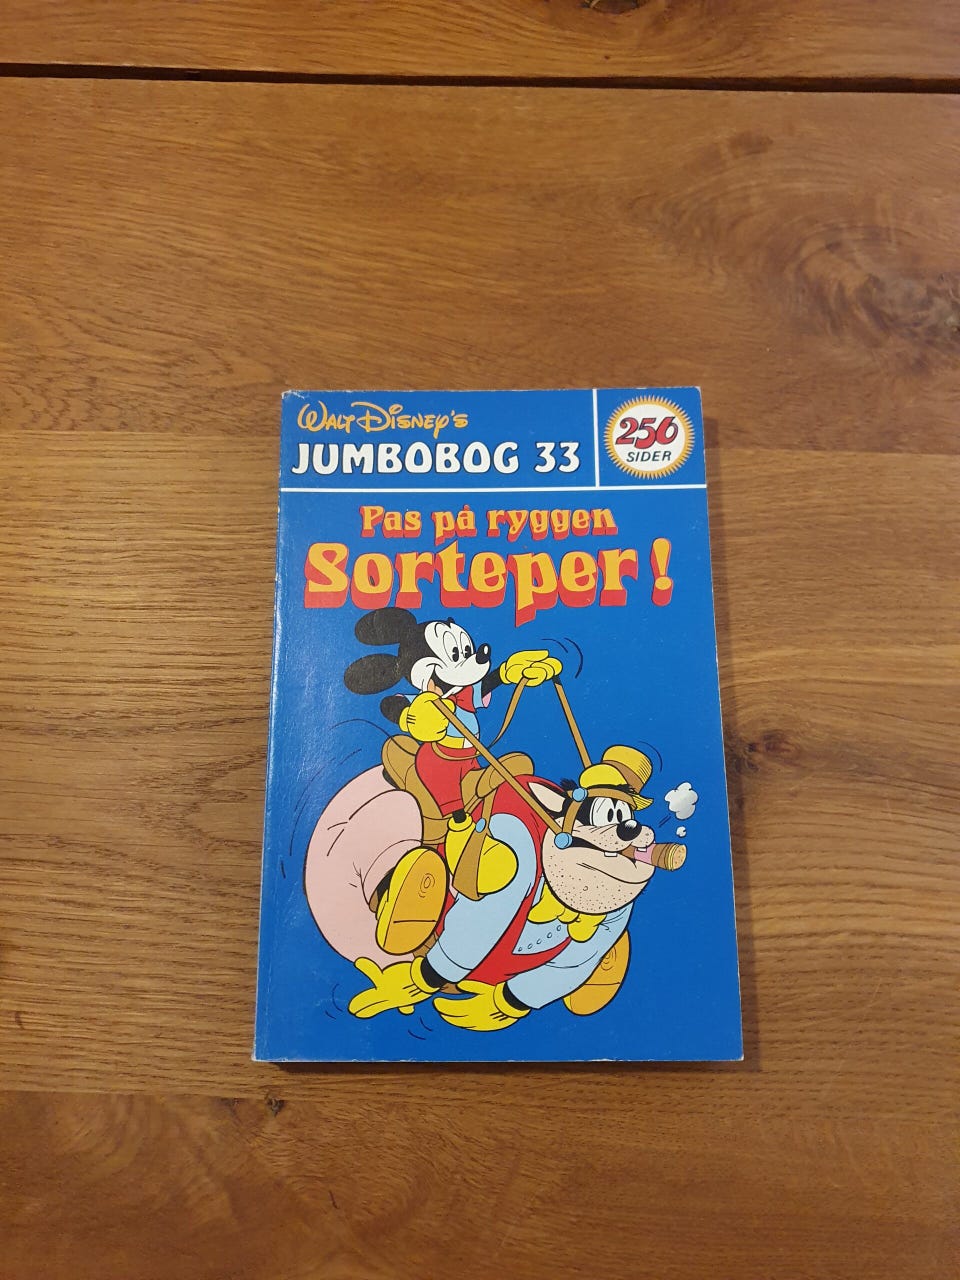 WALT DISNEY'S
JUMBOBOG 33
256
SIDER
Pas på ryggen
Sorteper!